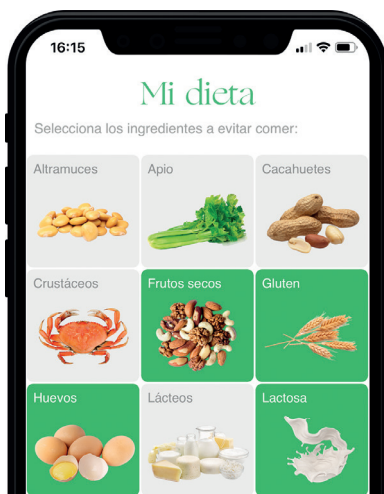 16:15
Mi dieta
Selecciona los ingredientes a evitar comer:
Altramuces
Apio
Cacahuetes
Crustáceos
Frutos secos
Gluten
Huevos
Lácteos
Lactosa